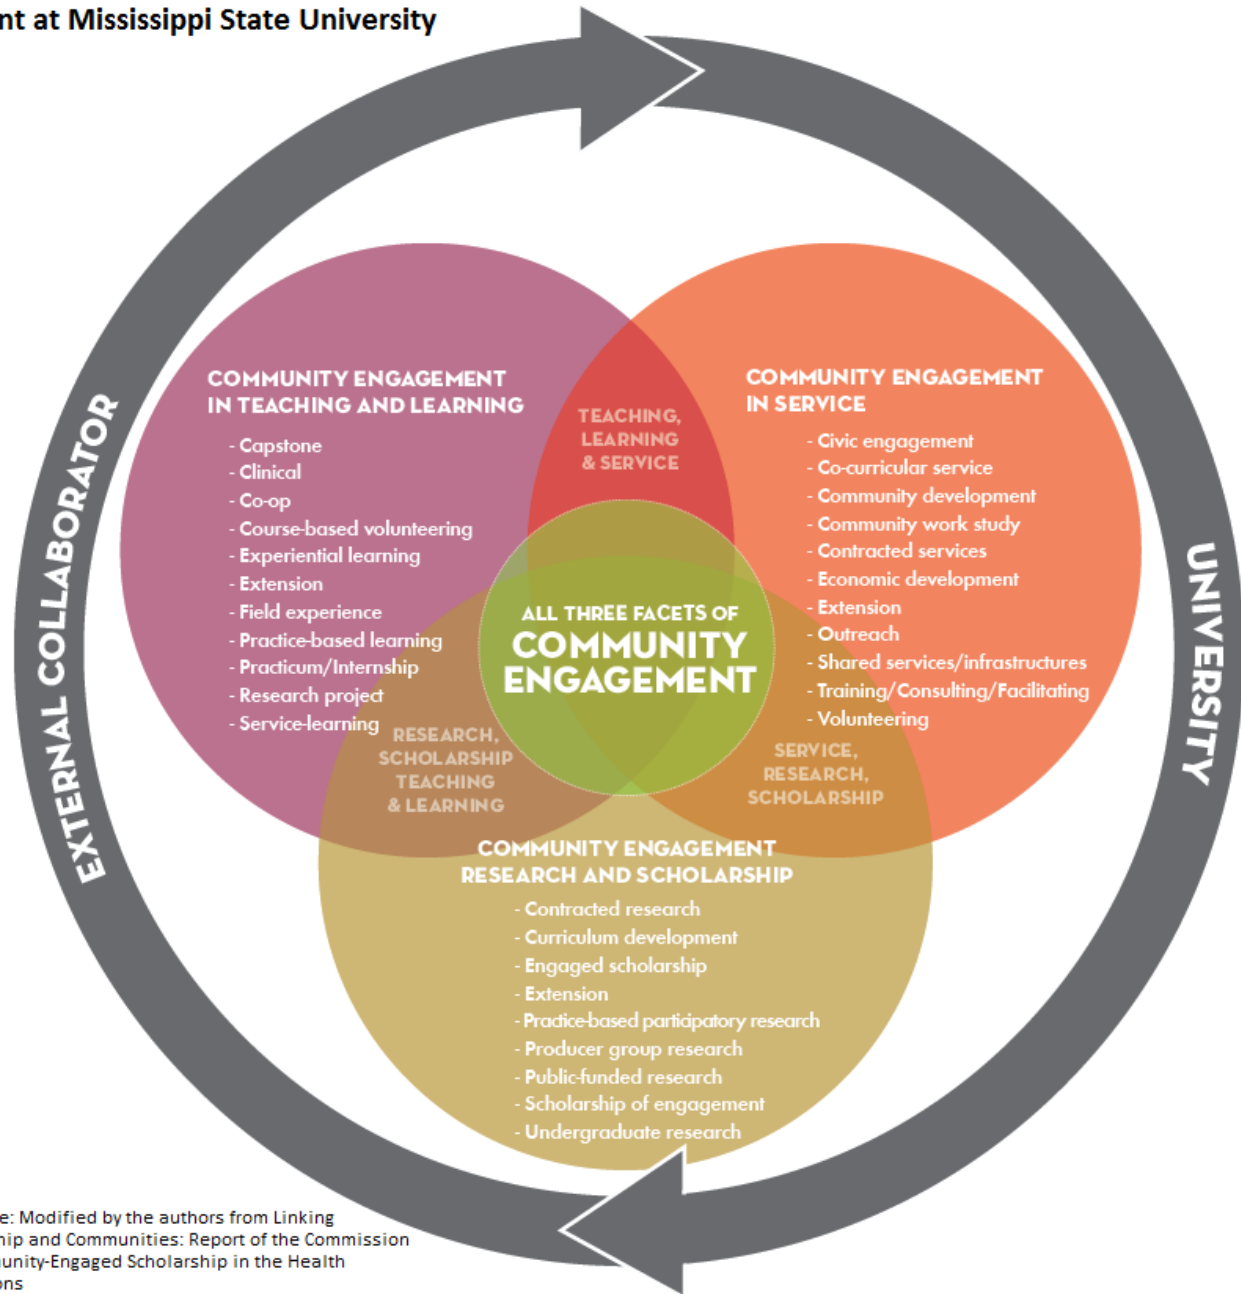 nt at Mississippi State University
EXTERNAL COLLABORATOR
UNIVERSITY
COMMUNITY ENGAGEMENT
IN TEACHING AND LEARNING
- Capstone
- Clinical
- Co-op
- Course-based volunteering
- Experiential learning
- Extension
- Field experience
- Practice-based learning
- Practicum/Internship
- Research project
- Service-learning
TEACHING,
LEARNING
& SERVICE
COMMUNITY ENGAGEMENT
IN SERVICE
- Civic engagement
- Co-curricular service
- Community development
- Community work study
- Contracted services
- Economic development
- Extension
- Outreach
- Shared services/infrastructures
- Training/Consulting/Facilitating
- Volunteering
ALL THREE FACETS OF
COMMUNITY
ENGAGEMENT
RESEARCH,
SCHOLARSHIP
TEACHING
& LEARNING
SERVICE,
RESEARCH,
SCHOLARSHIP
COMMUNITY ENGAGEMENT
RESEARCH AND SCHOLARSHIP
- Contracted research
- Curriculum development
- Engaged scholarship
- Extension
- Practice-based participatory research
- Producer group research
- Public-funded research
- Scholarship of engagement
- Undergraduate research
e: Modified by the authors from Linking
hip and Communities: Report of the Commission
unity-Engaged Scholarship in the Health
ons